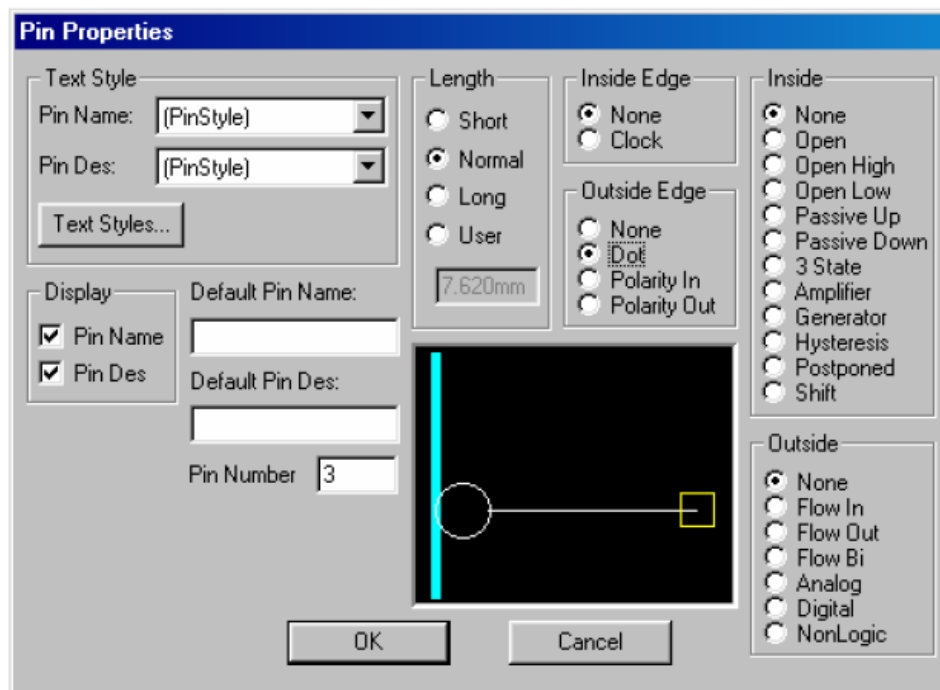 Pin Properties
Text Style
Pin Name: (PinStyle)
Pin Des: (PinStyle)
Text Styles...
Display
Pin Name
Pin Des
Default Pin Name:
Default Pin Des:
Pin Number 3
Length
Short
Normal
Long
User
7.620mm
Inside Edge
None
Clock
Outside Edge
None
Dot
Polarity In
Polarity Out
Inside
None
Open
Open High
Open Low
Passive Up
Passive Down
3 State
Amplifier
Generator
Hysteresis
Postponed
Shift
Outside
None
Flow In
Flow Out
Flow Bi
Analog
Digital
NonLogic
OK
Cancel